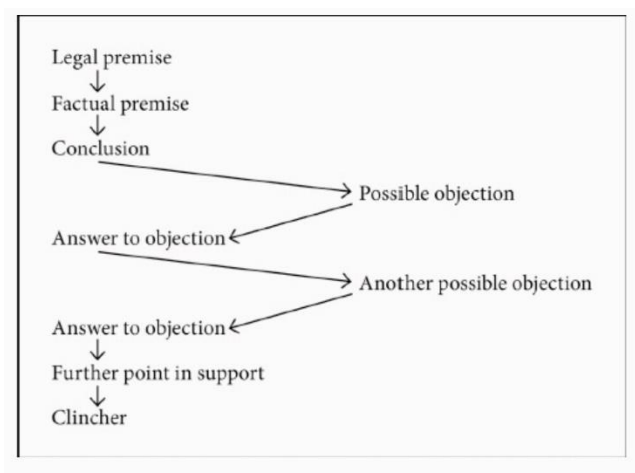 Legal premise
Factual premise
Conclusion
Possible objection
Answer to objection
Another possible objection
Answer to objection
Further point in support
Clincher